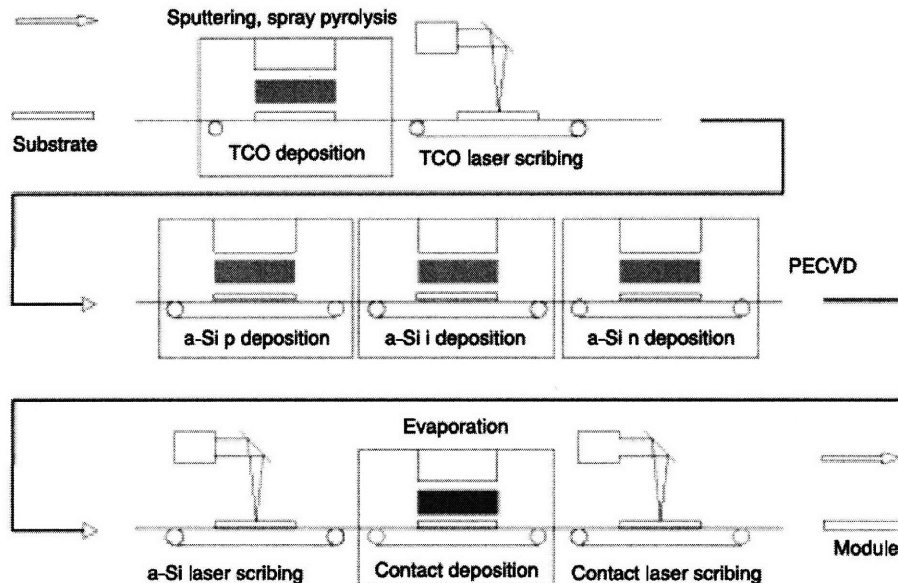 Sputtering, spray pyrolysis
Substrate
TCO deposition
TCO laser scribing
PECVD
a-Si p deposition
a-Si i deposition
a-Si n deposition
Evaporation
a-Si laser scribing
Contact deposition
Contact laser scribing
Module